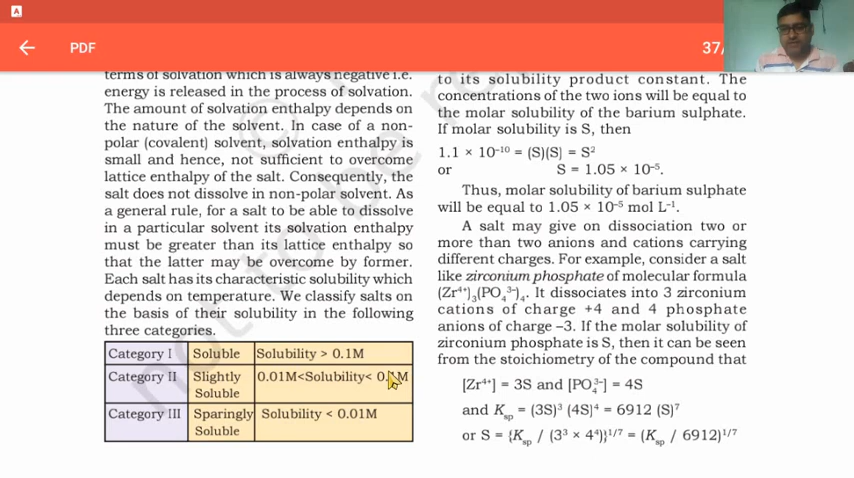 A
PDF
37/
terms of solvation which is always negative i.e.
energy is released in the process of solvation.
The amount of solvation enthalpy depends on
the nature of the solvent. In case of a non-
polar (covalent) solvent, solvation enthalpy is
small and hence, not sufficient to overcome
lattice enthalpy of the salt. Consequently, the
salt does not dissolve in non-polar solvent. As
a general rule, for a salt to be able to dissolve
in a particular solvent its solvation enthalpy
must be greater than its lattice enthalpy so
that the latter may be overcome by former.
Each salt has its characteristic solubility which
depends on temperature. We classify salts on
the basis of their solubility in the following
three categories.
Category I Soluble Solubility > 0.1M
Category II Slightly 0.01M<Solubility< 0.1M
Soluble
Category III Sparingly Solubility < 0.01M
Soluble
to its solubility product constant. The
concentrations of the two ions will be equal to
the molar solubility of the barium sulphate.
If molar solubility is S, then
1.1 × 10⁻¹⁰ = (S)(S) = S²
or S = 1.05 × 10⁻⁵.
Thus, molar solubility of barium sulphate
will be equal to 1.05 × 10⁻⁵ mol L⁻¹.
A salt may give on dissociation two or
more than two anions and cations carrying
different charges. For example, consider a salt
like zirconium phosphate of molecular formula
(Zr⁴⁺)₃(PO₄³⁻)₄. It dissociates into 3 zirconium
cations of charge +4 and 4 phosphate
anions of charge –3. If the molar solubility of
zirconium phosphate is S, then it can be seen
from the stoichiometry of the compound that
[Zr⁴⁺] = 3S and [PO₄³⁻] = 4S
and Kₛₚ = (3S)³ (4S)⁴ = 6912 (S)⁷
or S = {Kₛₚ / (3³ × 4⁴)}¹ᐟ⁷ = (Kₛₚ / 6912)¹ᐟ⁷
not to be re